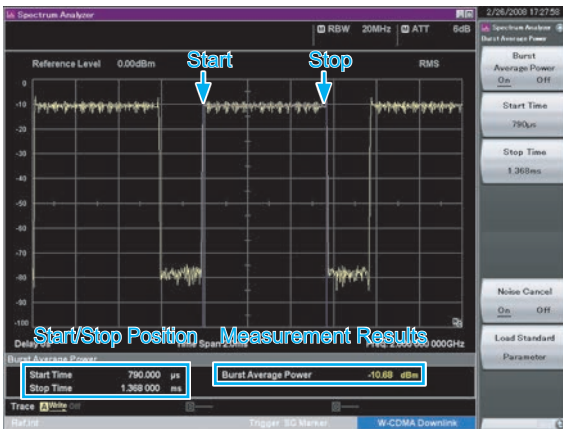 Spectrum Analyzer
2/26/2008 17:27:58
RBW 20MHz ATT 6dB
Spectrum Analyzer
Burst Average Power
Reference Level 0.00dBm Start Stop RMS
Burst
Average Power
On Off
Start Time
790µs
Stop Time
1.368ms
Noise Cancel
On Off
Load Standard
Parameter
0
-10
-20
-30
-40
-50
-60
-70
-80
-90
-100
Start/Stop Position Measurement Results
Burst Average Power
Start Time 790.000 µs
Stop Time 1.368 000 ms
Burst Average Power -10.68 dBm
Trace A Write Off
Ref.Int Trigger SG Marker W-CDMA Downlink